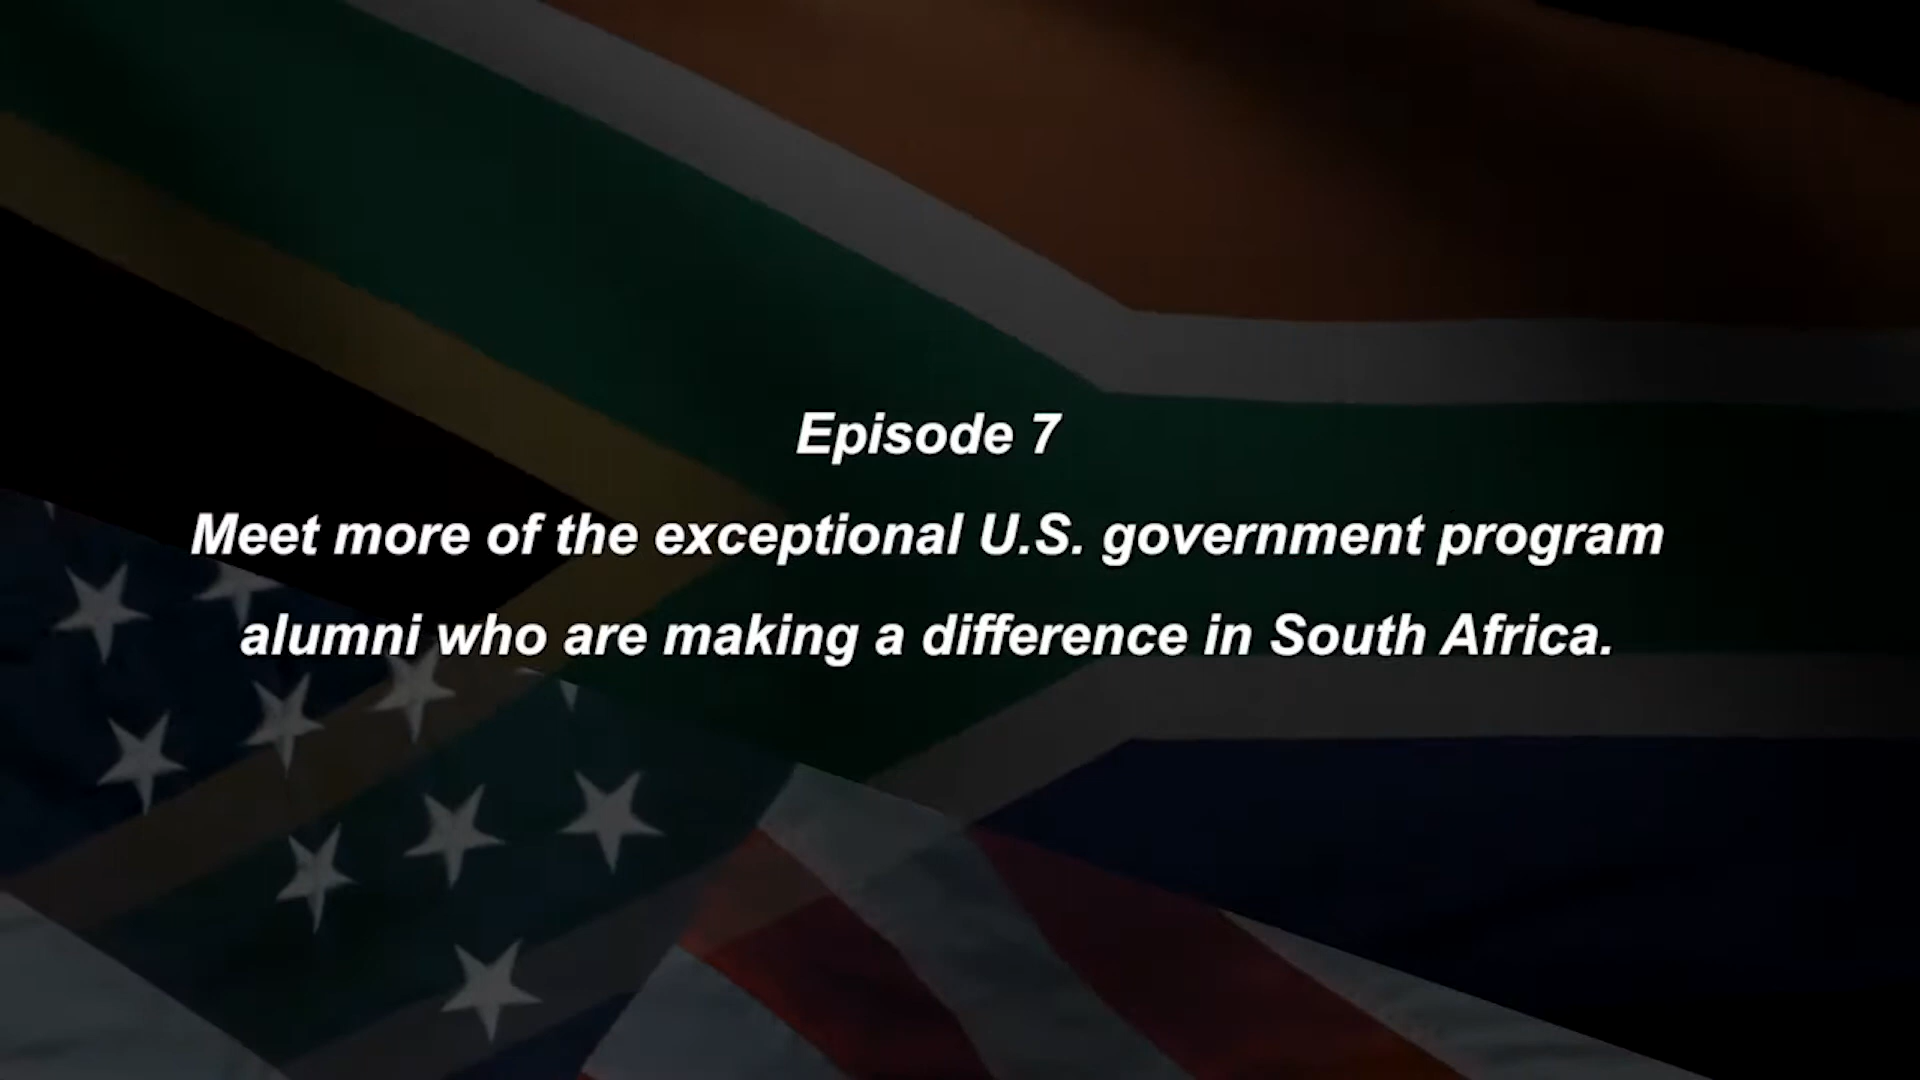 Episode 7
Meet more of the exceptional U.S. government program
alumni who are making a difference in South Africa.